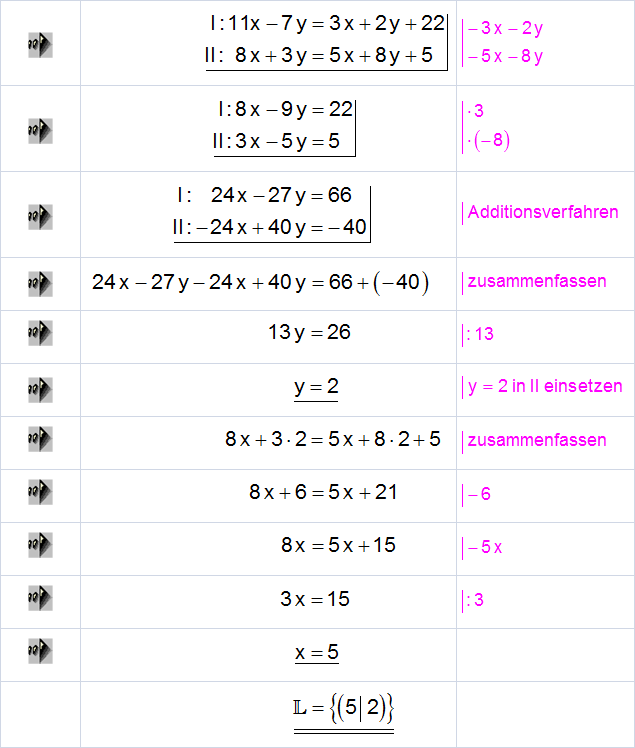 I: 11x − 7y = 3x + 2y + 22 | − 3x − 2y
II: 8x + 3y = 5x + 8y + 5 | − 5x − 8y
I: 8x − 9y = 22 | · 3
II: 3x − 5y = 5 | · (−8)
I: 24x − 27y = 66
| Additionsverfahren
II: −24x + 40y = −40
24x − 27y − 24x + 40y = 66 + (−40) | zusammenfassen
13y = 26 | : 13
y = 2 | y = 2 in II einsetzen
8x + 3 · 2 = 5x + 8 · 2 + 5 | zusammenfassen
8x + 6 = 5x + 21 | − 6
8x = 5x + 15 | − 5x
3x = 15 | : 3
x = 5
𝕃 = {(5 | 2)}